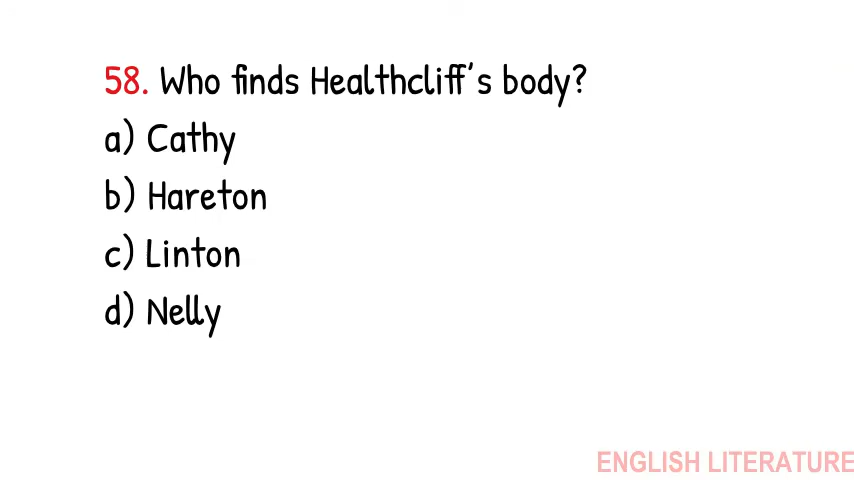 58. Who finds Healthcliff's body?
a) Cathy
b) Hareton
c) Linton
d) Nelly
ENGLISH LITERATURE